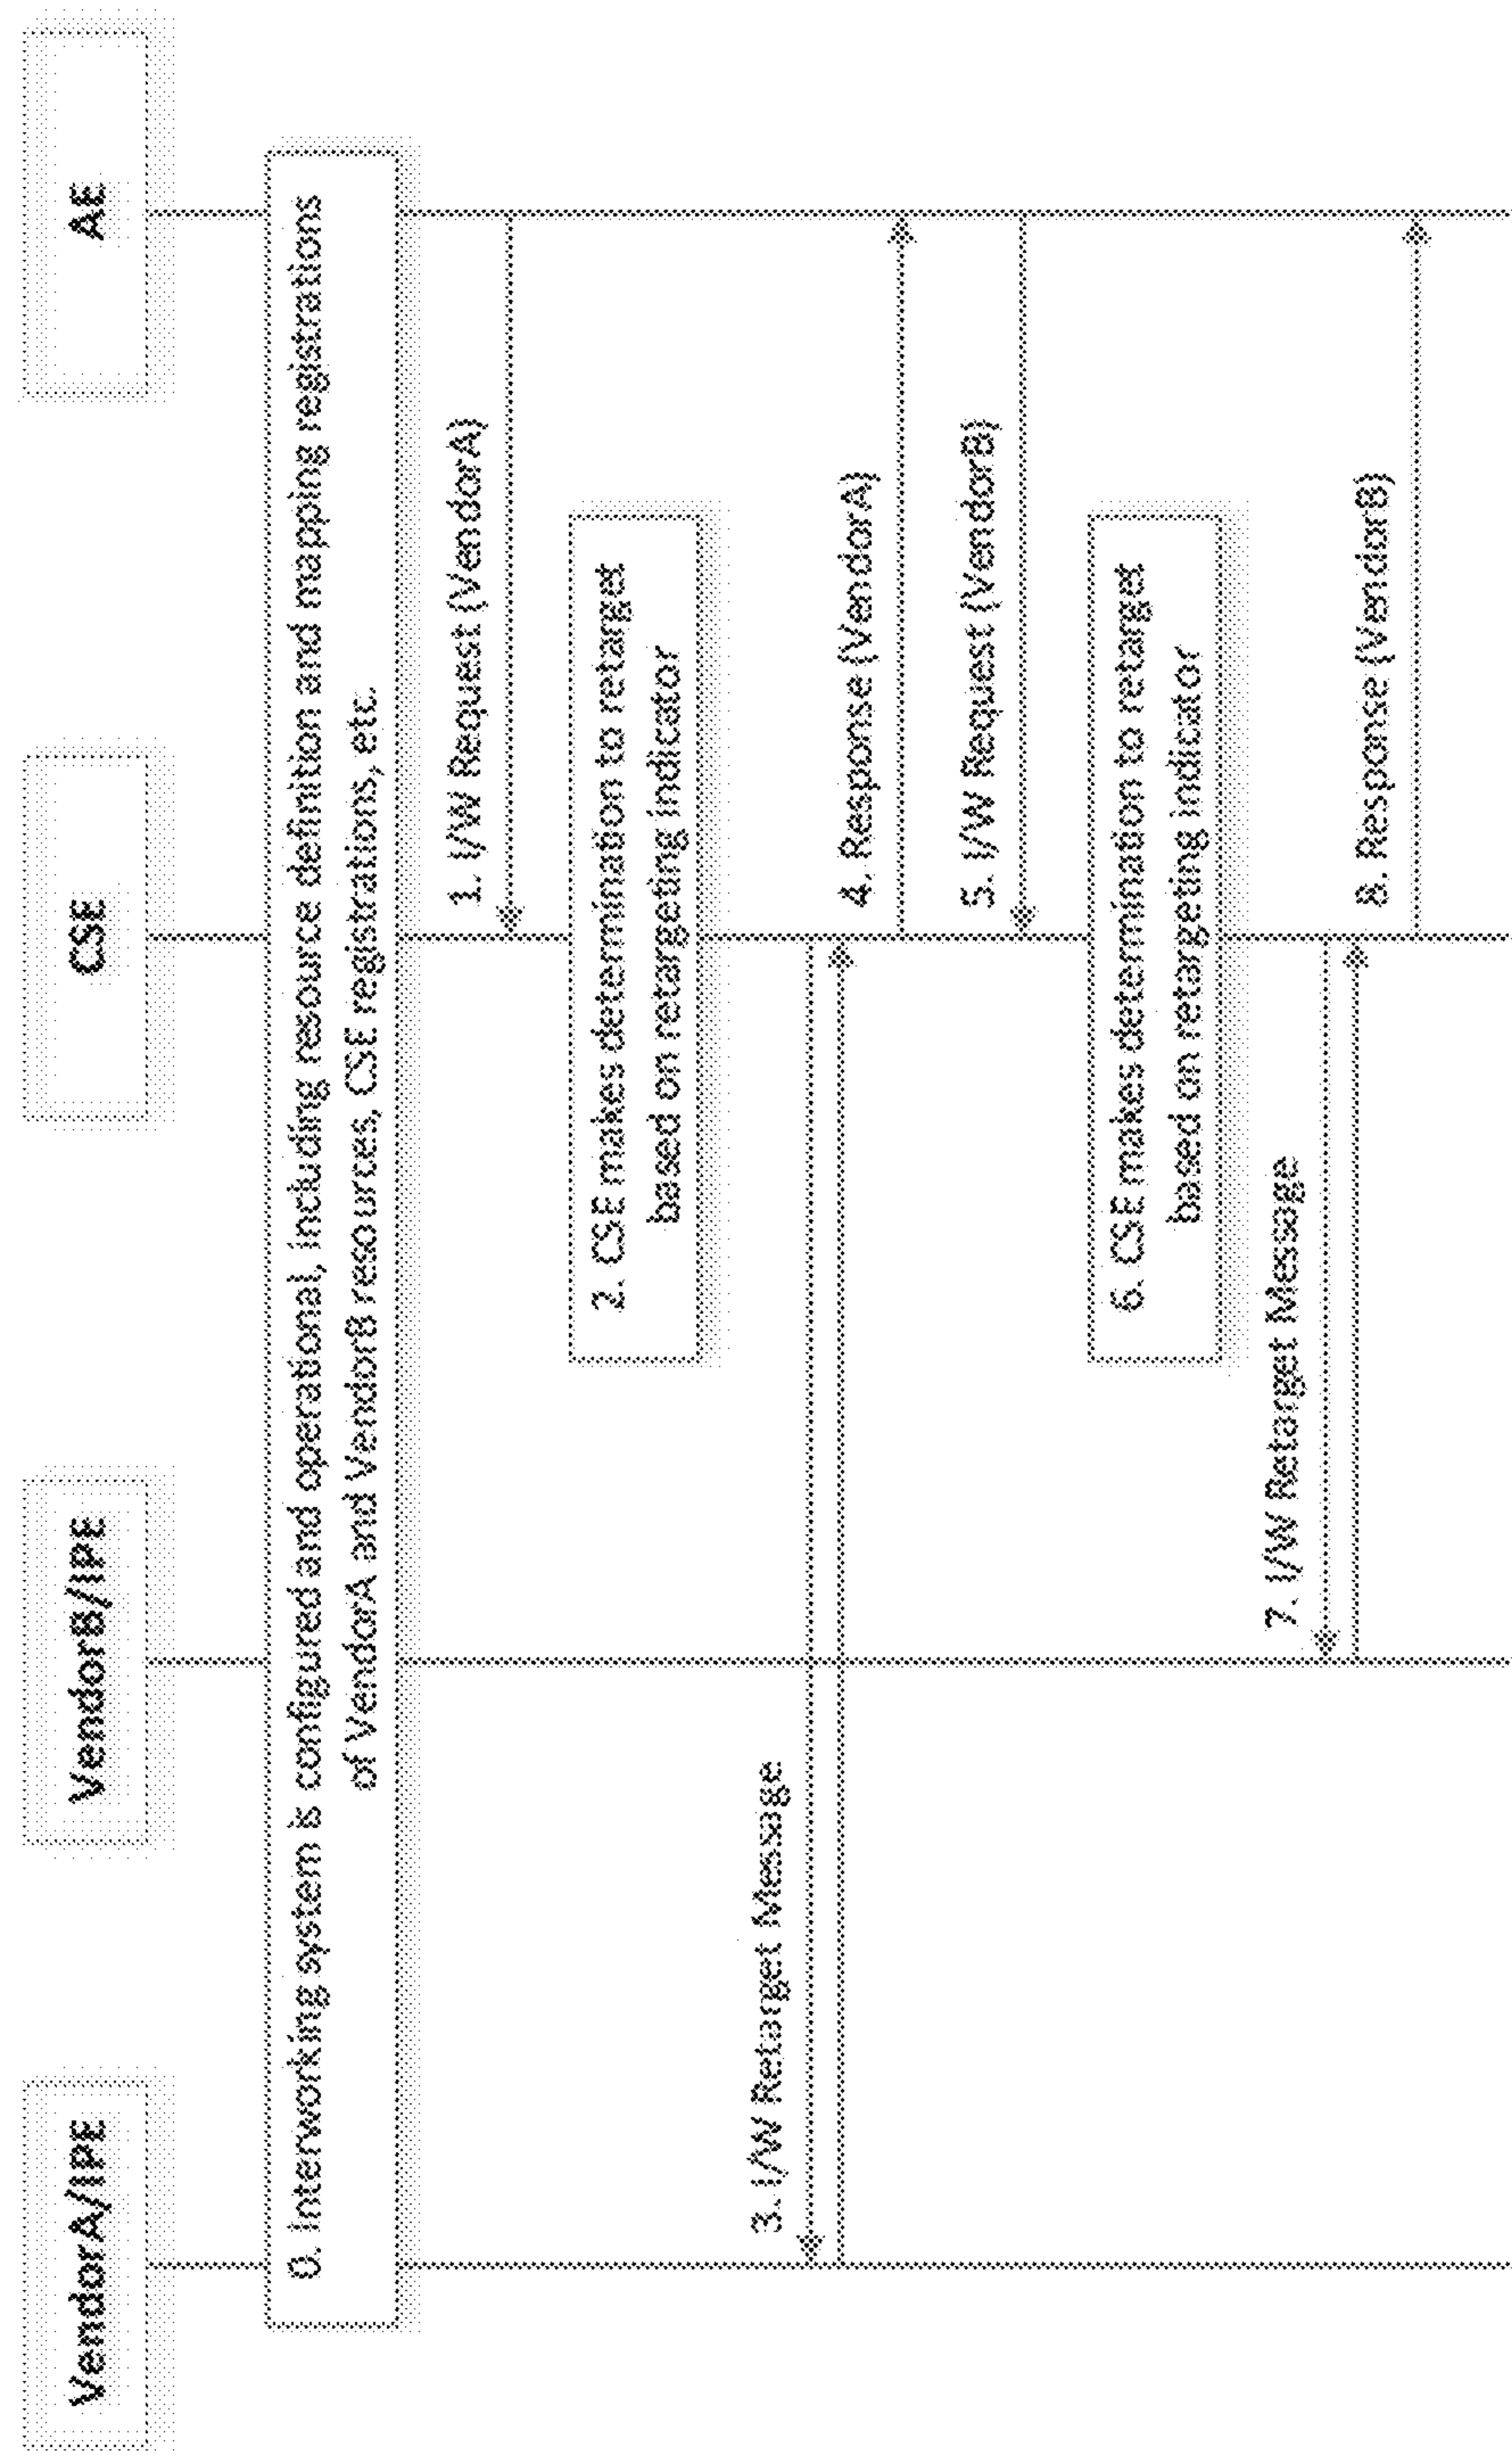 VendorA/IPE
VendorB/IPE
CSE
AE
0. Interworking system is configured and operational, including resource definition and mapping registrations
of VendorA and VendorB resources, CSE registrations, etc.
1. I/W Request (VendorA)
2. CSE makes determination to retarget
based on retargeting indicator
3. I/W Retarget Message
4. Response (VendorA)
5. I/W Request (VendorB)
6. CSE makes determination to retarget
based on retargeting indicator
7. I/W Retarget Message
8. Response (VendorB)